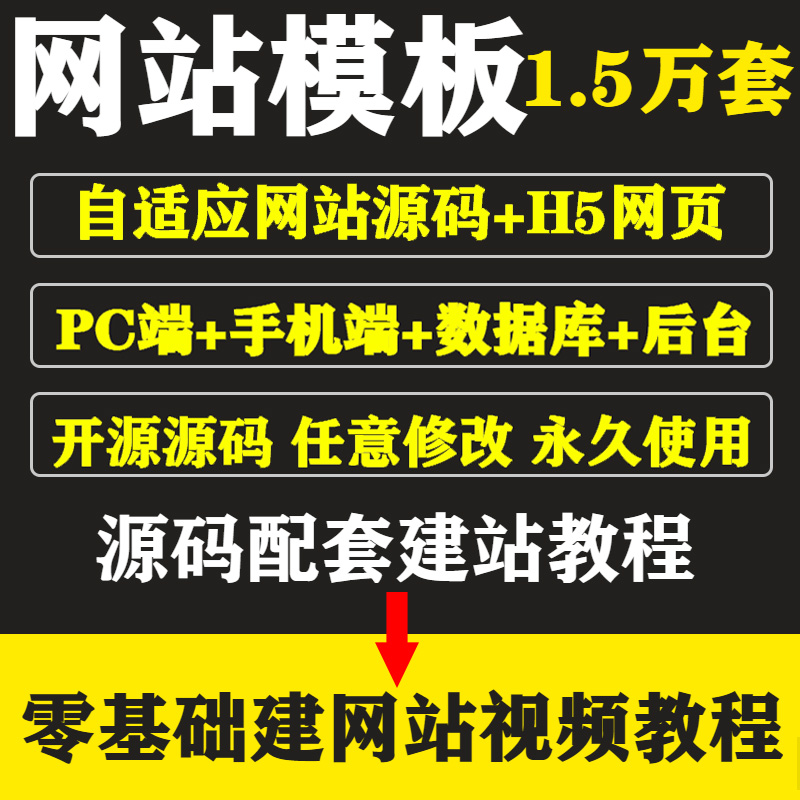 网站模板1.5万套
自适应网站源码+H5网页
PC端+手机端+数据库+后台
开源源码 任意修改 永久使用
源码配套建站教程
零基础建网站视频教程